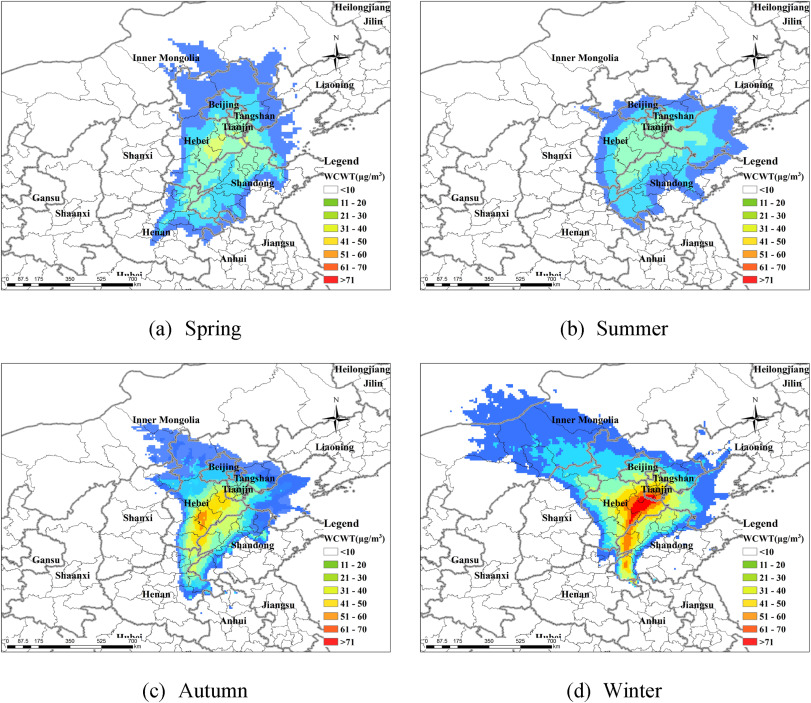 Heilongjiang
Jilin
N
Inner Mongolia
Liaoning
Beijing
Tangshan
Tianjin
Hebei
Shanxi
Shandong
Gansu
Shaanxi
Henan
Jiangsu
Anhui
Hubei
Legend
WCWT(μg/m³)
<10
11 - 20
21 - 30
31 - 40
41 - 50
51 - 60
61 - 70
>71
0 87.5 175 350 525 700
km
(a) Spring
Heilongjiang
Jilin
N
Inner Mongolia
Liaoning
Beijing
Tangshan
Tianjin
Hebei
Shanxi
Shandong
Gansu
Shaanxi
Henan
Jiangsu
Anhui
Hubei
Legend
WCWT(μg/m³)
<10
11 - 20
21 - 30
31 - 40
41 - 50
51 - 60
61 - 70
>71
0 87.5 175 350 525 700
km
(b) Summer
Heilongjiang
Jilin
N
Inner Mongolia
Liaoning
Beijing
Tangshan
Tianjin
Hebei
Shanxi
Shandong
Gansu
Shaanxi
Henan
Jiangsu
Anhui
Hubei
Legend
WCWT(μg/m³)
<10
11 - 20
21 - 30
31 - 40
41 - 50
51 - 60
61 - 70
>71
0 87.5 175 350 525 700
km
(c) Autumn
Heilongjiang
Jilin
N
Inner Mongolia
Liaoning
Beijing
Tangshan
Tianjin
Hebei
Shanxi
Shandong
Gansu
Shaanxi
Henan
Jiangsu
Anhui
Hubei
Legend
WCWT(μg/m³)
<10
11 - 20
21 - 30
31 - 40
41 - 50
51 - 60
61 - 70
>71
0 87.5 175 350 525 700
km
(d) Winter